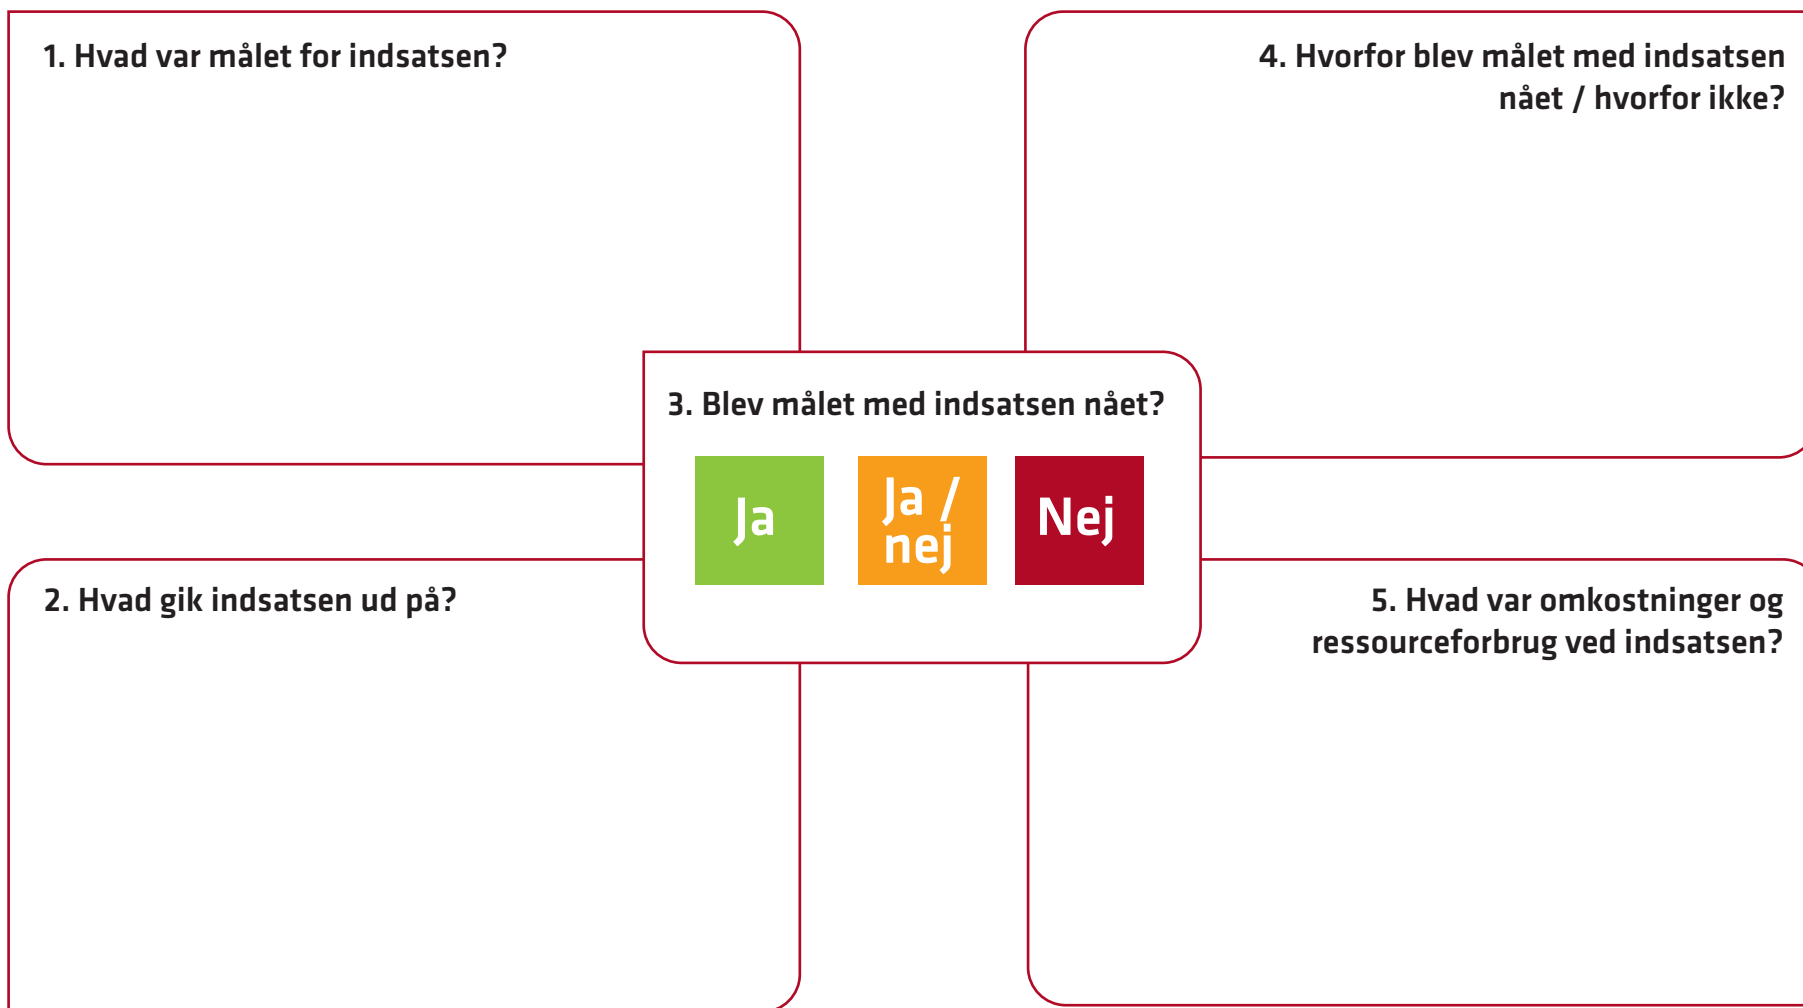 1. Hvad var målet for indsatsen?
2. Hvad gik indsatsen ud på?
3. Blev målet med indsatsen nået?
Ja
Ja /
nej
Nej
4. Hvorfor blev målet med indsatsen
nået / hvorfor ikke?
5. Hvad var omkostninger og
ressourceforbrug ved indsatsen?